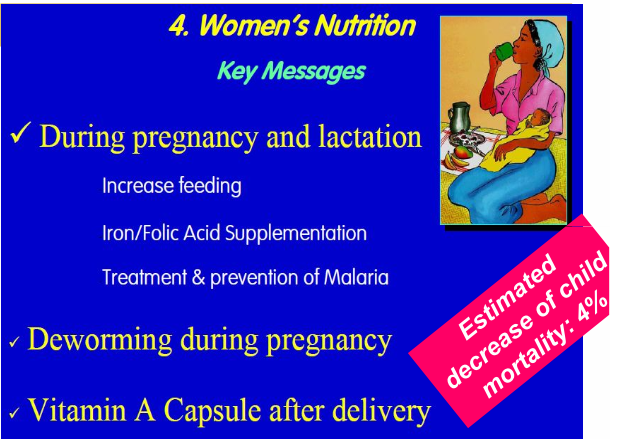 4. Women's Nutrition
Key Messages
✓ During pregnancy and lactation
Increase feeding
Iron/Folic Acid Supplementation
Treatment & prevention of Malaria
✓ Deworming during pregnancy
✓ Vitamin A Capsule after delivery
Estimated
decrease of child
mortality: 4%